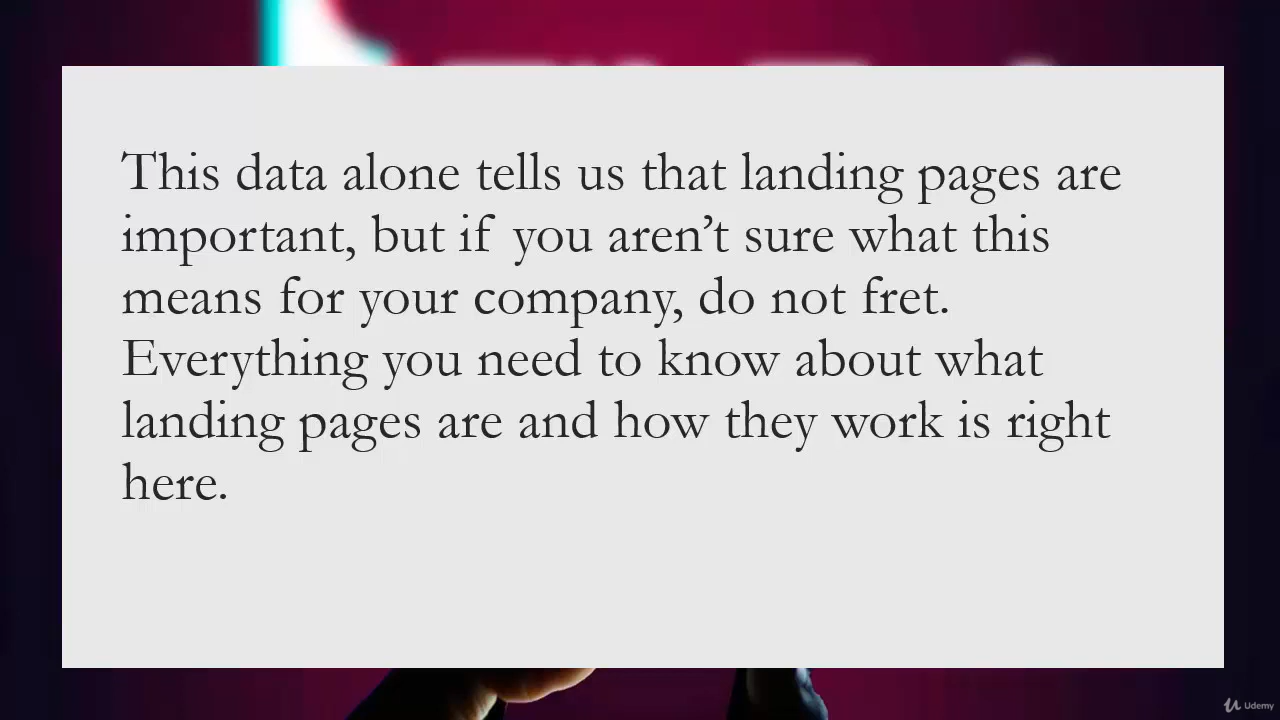 This data alone tells us that landing pages are
important, but if you aren’t sure what this
means for your company, do not fret.
Everything you need to know about what
landing pages are and how they work is right
here.
Udemy